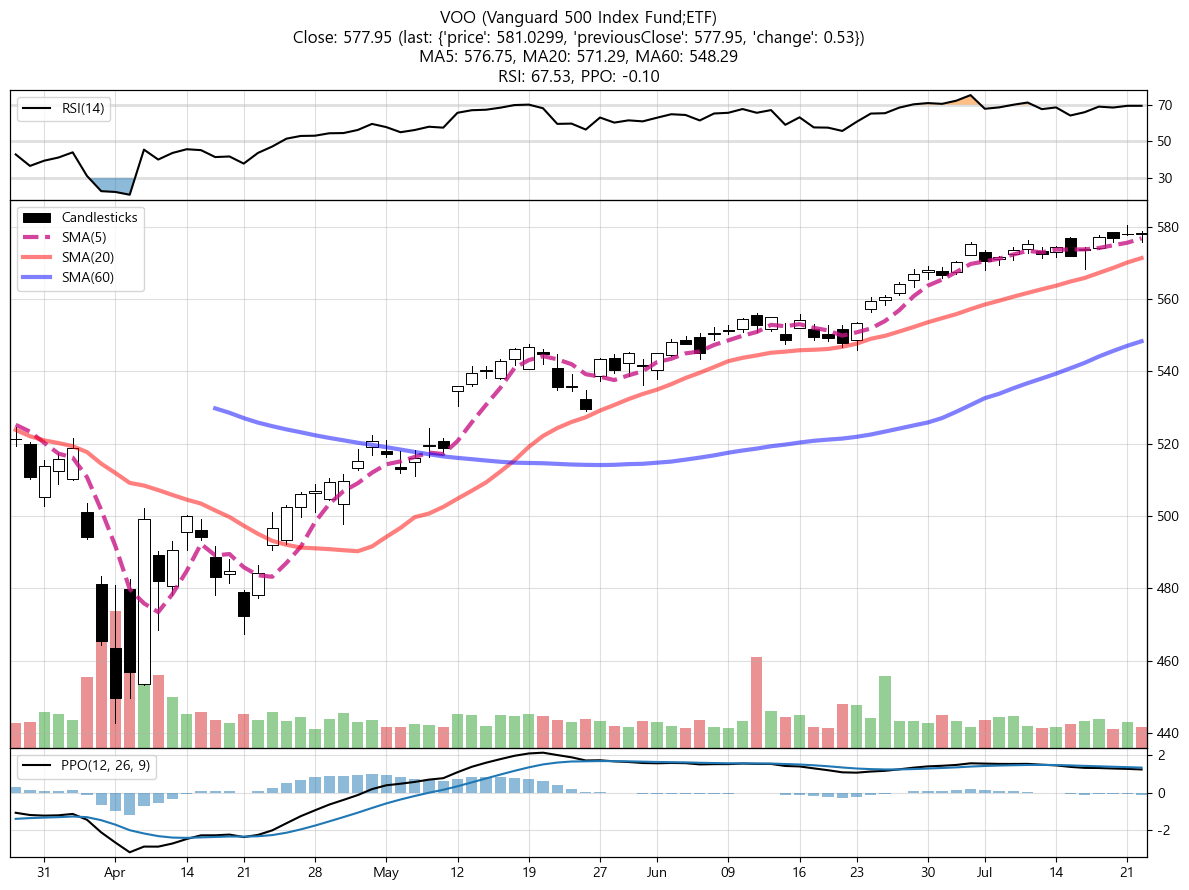 VOO (Vanguard 500 Index Fund;ETF)
Close: 577.95 (last: {'price': 581.0299, 'previousClose': 577.95, 'change': 0.53})
MA5: 576.75, MA20: 571.29, MA60: 548.29
RSI: 67.53, PPO: -0.10
RSI(14)
70
50
30
Candlesticks
SMA(5)
SMA(20)
SMA(60)
580
560
540
520
500
480
460
440
PPO(12, 26, 9)
2
0
-2
31 Apr 14 21 28 May 12 19 27 Jun 09 16 23 30 Jul 14 21